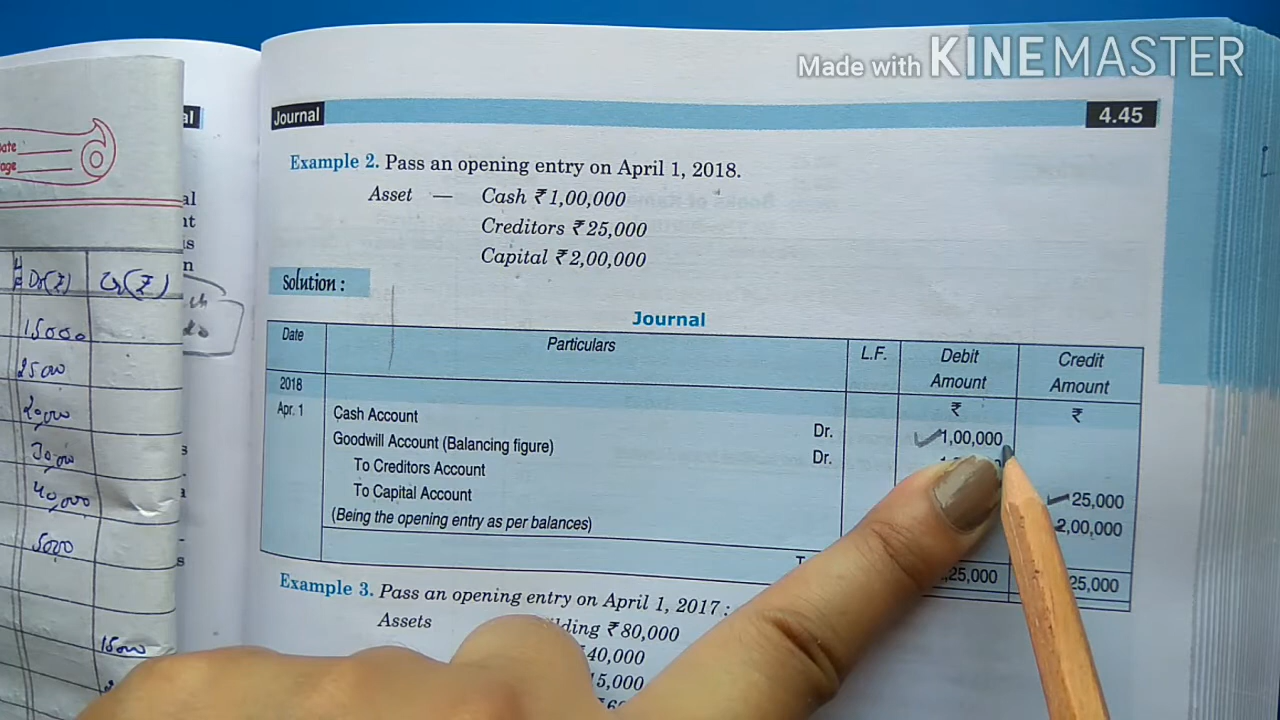 Made with KINEMASTER
Journal 4.45
Example 2. Pass an opening entry on April 1, 2018.
Asset — Cash ₹ 1,00,000
Creditors ₹ 25,000
Capital ₹ 2,00,000
Solution :
Journal
Date Particulars L.F. Debit Amount Credit Amount
2018 ₹ ₹
Apr. 1 Cash Account Dr. 1,00,000
Goodwill Account (Balancing figure) Dr.
To Creditors Account 25,000
To Capital Account 2,00,000
(Being the opening entry as per balances)
25,000 25,000
Example 3. Pass an opening entry on April 1, 2017 :
Assets ₹ 80,000
40,000
15,000
Dr(₹) Cr(₹)
15000
2500
20,000
40,000
5000
1500